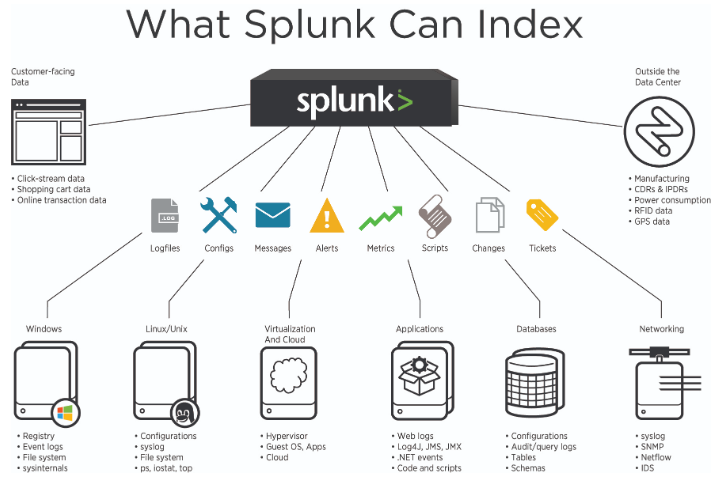 What Splunk Can Index
Customer-facing
Data
• Click-stream data
• Shopping cart data
• Online transaction data
splunk>
Outside the
Data Center
• Manufacturing
• CDRs & IPDRs
• Power consumption
• RFID data
• GPS data
.LOG
Logfiles
Configs
Messages
Alerts
Metrics
Scripts
Changes
Tickets
Windows
• Registry
• Event logs
• File system
• sysinternals
Linux/Unix
• Configurations
• syslog
• File system
• ps, iostat, top
Virtualization
And Cloud
• Hypervisor
• Guest OS, Apps
• Cloud
Applications
• Web logs
• Log4J, JMS, JMX
• .NET events
• Code and scripts
Databases
• Configurations
• Audit/query logs
• Tables
• Schemas
Networking
• syslog
• SNMP
• Netflow
• IDS